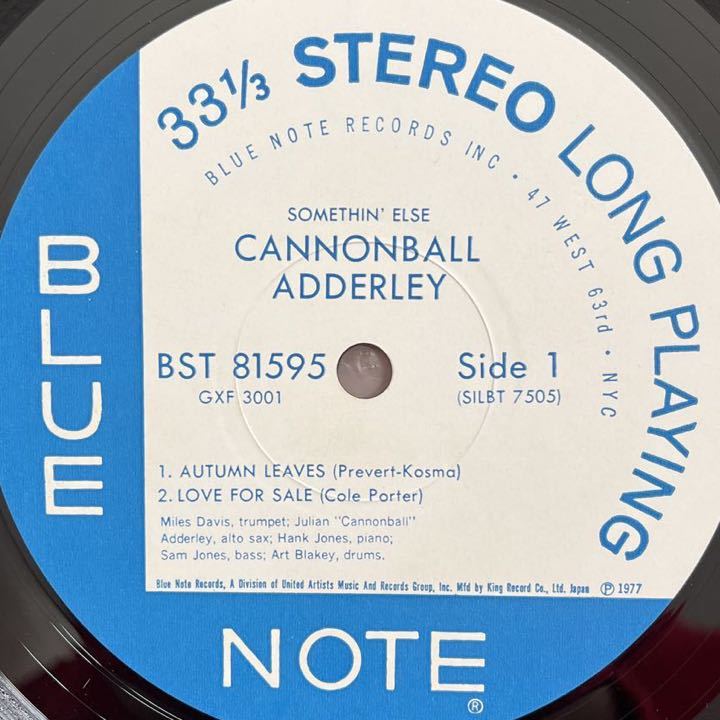 33⅓ STEREO LONG PLAYING
BLUE NOTE RECORDS INC · 47 WEST 63rd · NYC
SOMETHIN' ELSE
CANNONBALL
ADDERLEY
BST 81595 Side 1
GXF 3001 (SILBT 7505)
1. AUTUMN LEAVES (Prevert-Kosma)
2. LOVE FOR SALE (Cole Porter)
Miles Davis, trumpet; Julian "Cannonball"
Adderley, alto sax; Hank Jones, piano;
Sam Jones, bass; Art Blakey, drums.
Blue Note Records, A Division of United Artists Music And Records Group, Inc. Mfd by King Record Co., Ltd. Japan ℗ 1977
BLUE
NOTE®